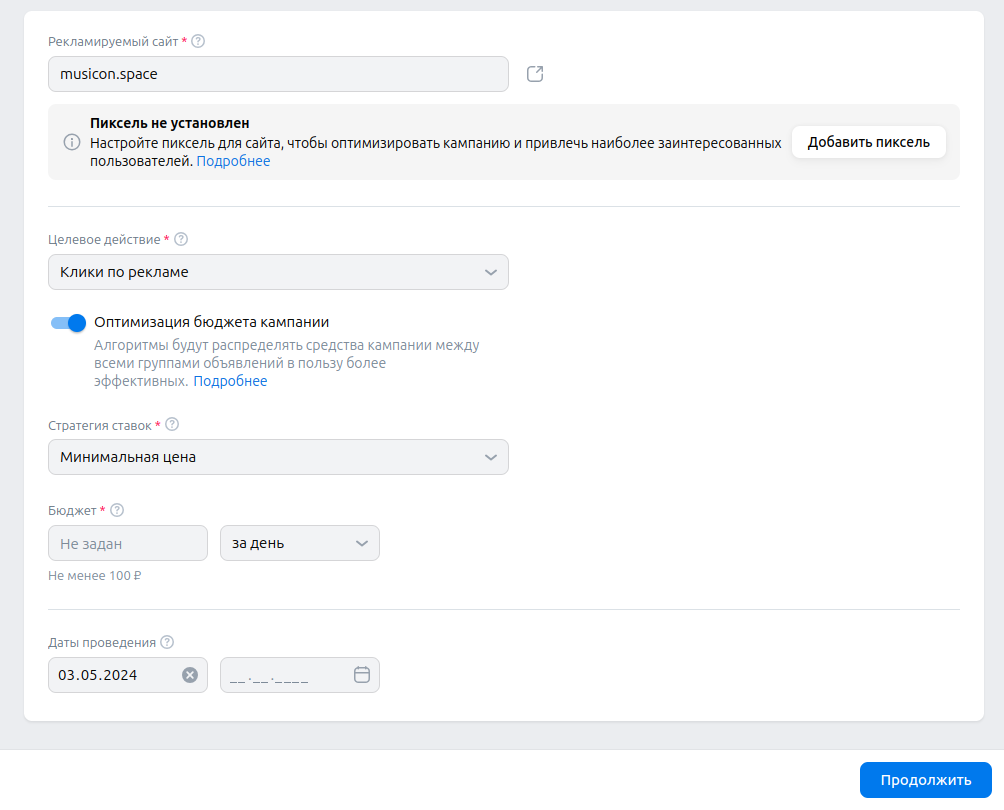 Рекламируемый сайт *
musicon.space
Пиксель не установлен
Настройте пиксель для сайта, чтобы оптимизировать кампанию и привлечь наиболее заинтересованных
пользователей. Подробнее
Добавить пиксель
Целевое действие *
Клики по рекламе
Оптимизация бюджета кампании
Алгоритмы будут распределять средства кампании между
всеми группами объявлений в пользу более
эффективных. Подробнее
Стратегия ставок *
Минимальная цена
Бюджет *
Не задан
за день
Не менее 100 ₽
Даты проведения
03.05.2024
__.__.____
Продолжить